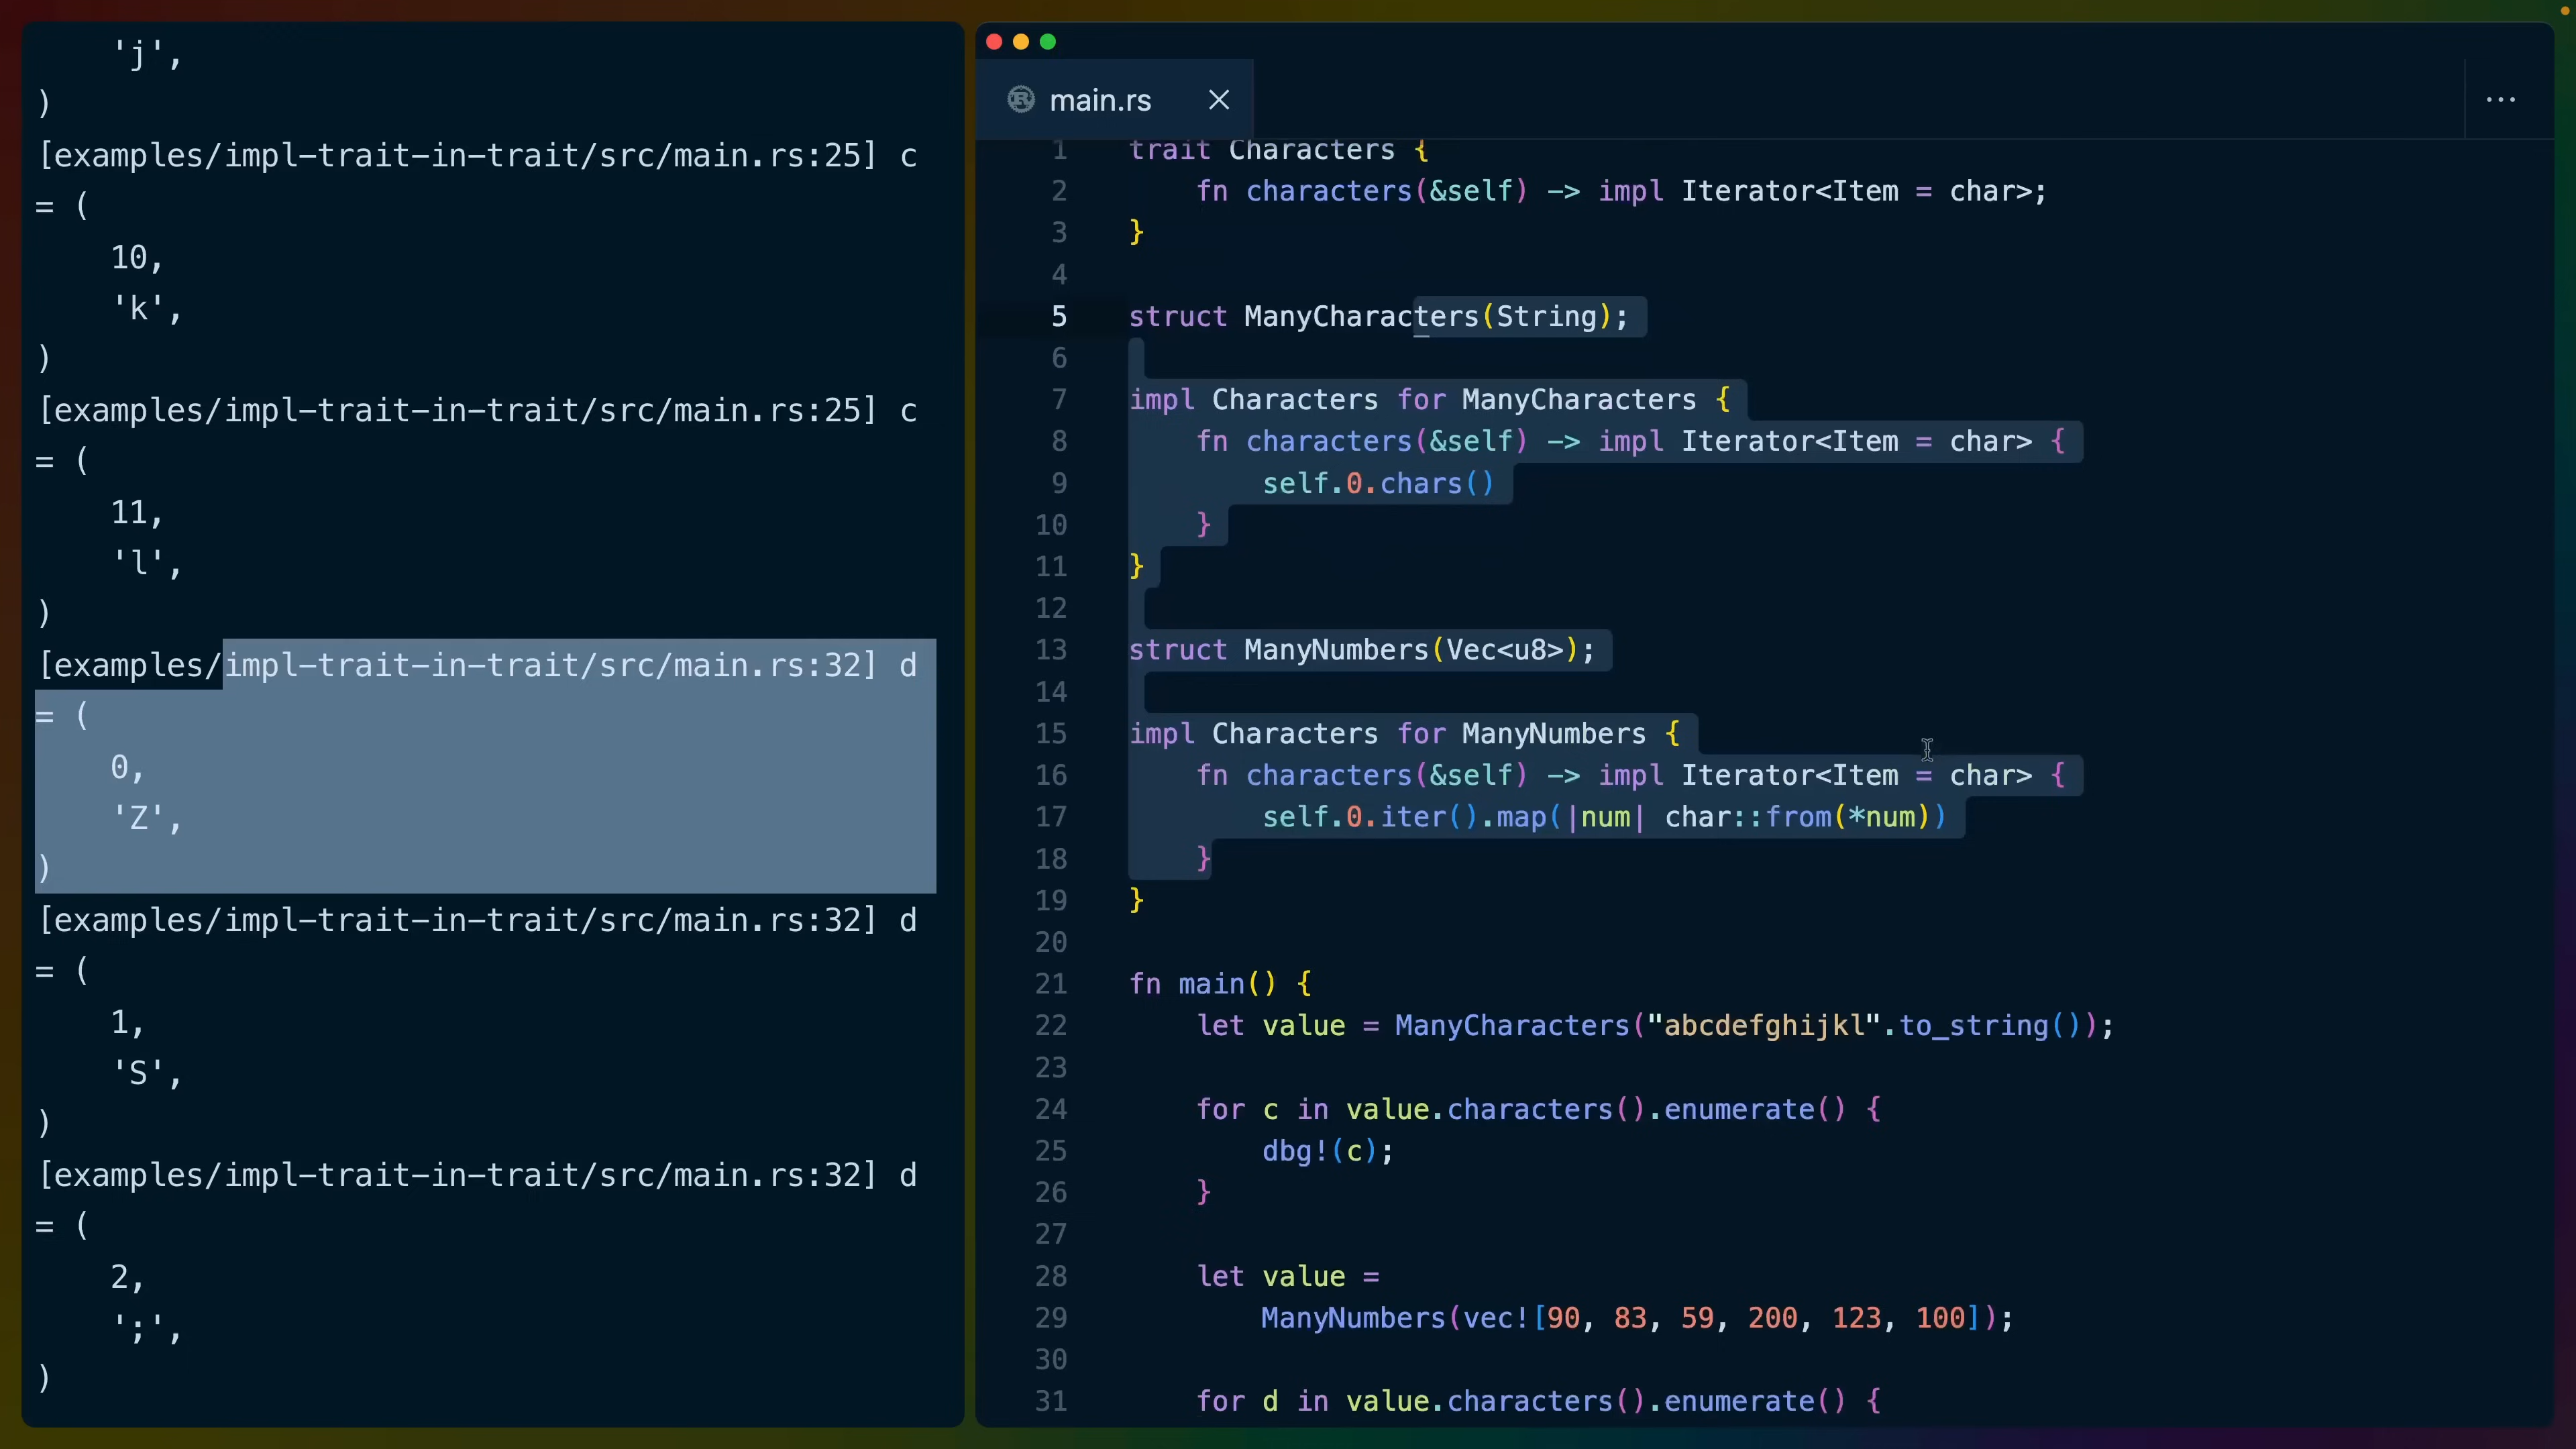 'j',
)
[examples/impl-trait-in-trait/src/main.rs:25] c
= (
10,
'k',
)
[examples/impl-trait-in-trait/src/main.rs:25] c
= (
11,
'l',
)
[examples/impl-trait-in-trait/src/main.rs:32] d
= (
0,
'Z',
)
[examples/impl-trait-in-trait/src/main.rs:32] d
= (
1,
'S',
)
[examples/impl-trait-in-trait/src/main.rs:32] d
= (
2,
';',
)
main.rs
1 trait Characters {
2 fn characters(&self) -> impl Iterator<Item = char>;
3 }
4
5 struct ManyCharacters(String);
6
7 impl Characters for ManyCharacters {
8 fn characters(&self) -> impl Iterator<Item = char> {
9 self.0.chars()
10 }
11 }
12
13 struct ManyNumbers(Vec<u8>);
14
15 impl Characters for ManyNumbers {
16 fn characters(&self) -> impl Iterator<Item = char> {
17 self.0.iter().map(|num| char::from(*num))
18 }
19 }
20
21 fn main() {
22 let value = ManyCharacters("abcdefghijkl".to_string());
23
24 for c in value.characters().enumerate() {
25 dbg!(c);
26 }
27
28 let value =
29 ManyNumbers(vec![90, 83, 59, 200, 123, 100]);
30
31 for d in value.characters().enumerate() {